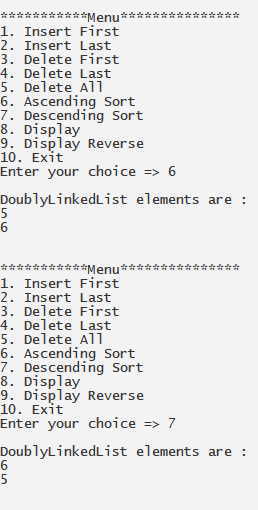 ***********Menu***************
1. Insert First
2. Insert Last
3. Delete First
4. Delete Last
5. Delete All
6. Ascending Sort
7. Descending Sort
8. Display
9. Display Reverse
10. Exit
Enter your choice => 6
DoublyLinkedList elements are :
5
6
***********Menu***************
1. Insert First
2. Insert Last
3. Delete First
4. Delete Last
5. Delete All
6. Ascending Sort
7. Descending Sort
8. Display
9. Display Reverse
10. Exit
Enter your choice => 7
DoublyLinkedList elements are :
6
5